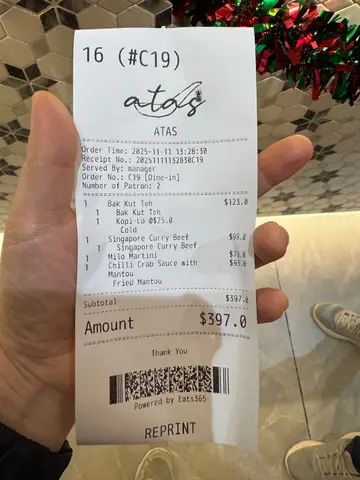 16 (#C19)
atas
ATAS
Order Time: 2025-11-11 13:28:30
Receipt No.: 20251111132830C19
Served By: manager
Order No.: C19 [Dine-in]
Number of Patron: 2
1 Bak Kut Teh $123.0
1 Bak Kut Teh
1 Kopi-Lo @$25.0
Cold
1 Singapore Curry Beef $98.0
1 Singapore Curry Beef
1 Milo Martini $78.0
1 Chilli Crab Sauce with $98.0
Mantou
Fried Mantou
Subtotal $397.0
Amount $397.0
Thank You
Powered by Eats365
REPRINT